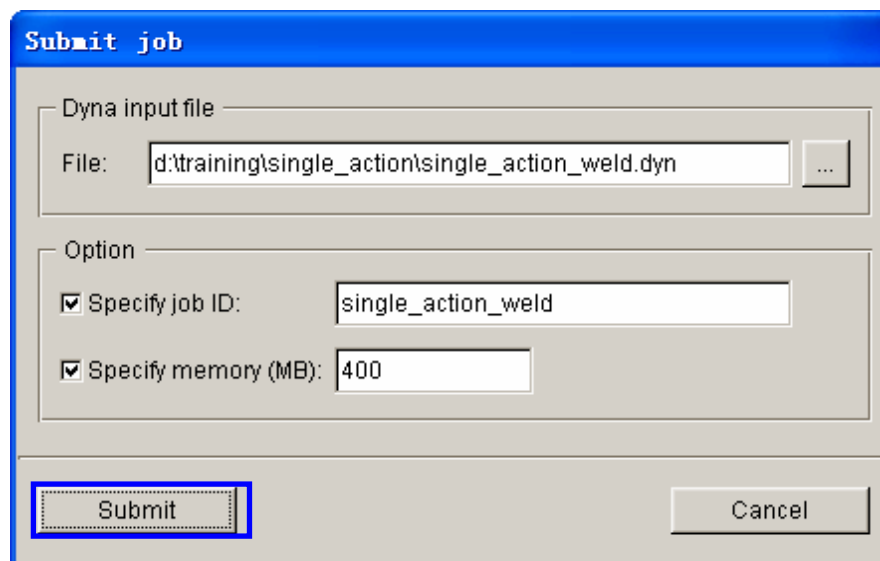 Submit job
Dyna input file
File: d:\training\single_action\single_action_weld.dyn ...
Option
Specify job ID: single_action_weld
Specify memory (MB): 400
Submit Cancel